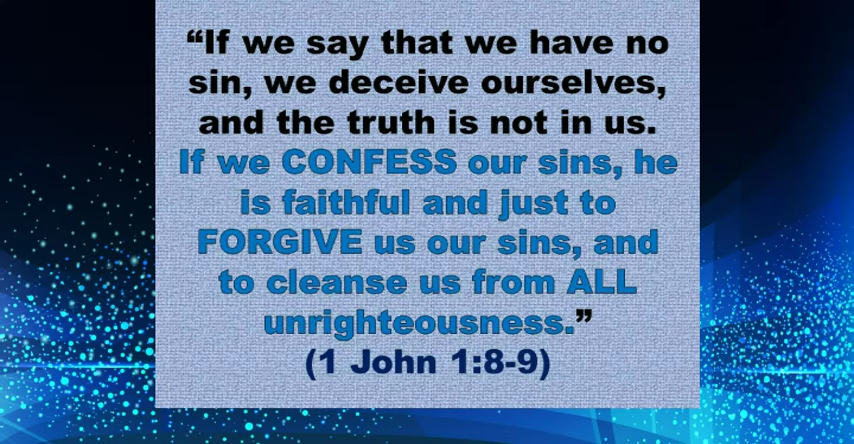 “If we say that we have no
sin, we deceive ourselves,
and the truth is not in us.
If we CONFESS our sins, he
is faithful and just to
FORGIVE us our sins, and
to cleanse us from ALL
unrighteousness.”
(1 John 1:8-9)